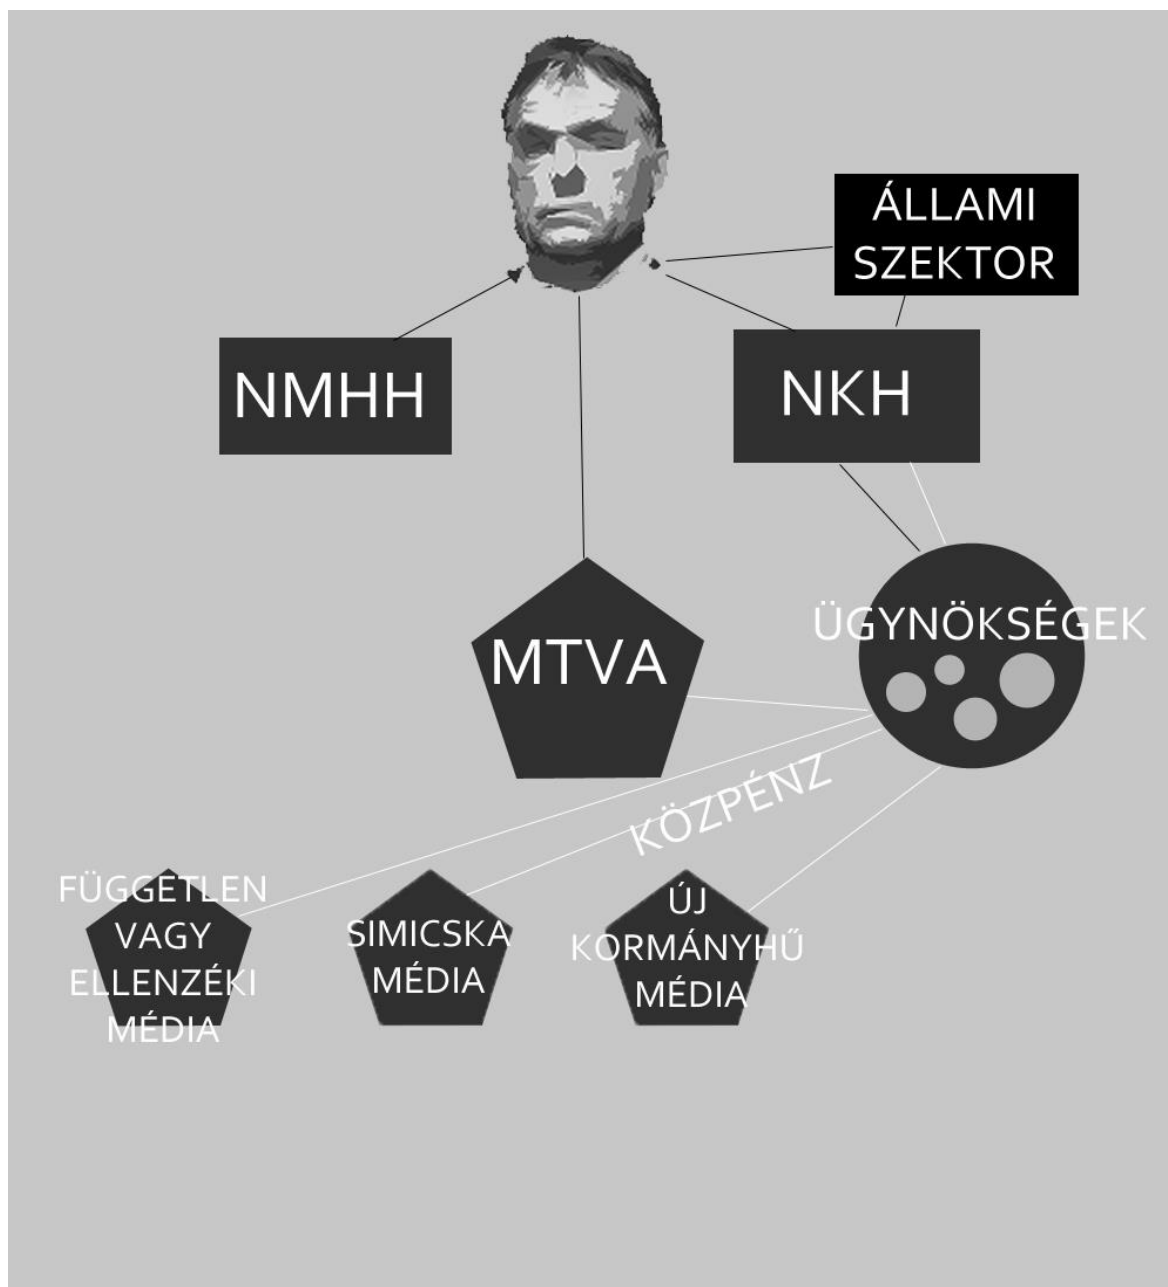 ÁLLAMI
SZEKTOR
NMHH
NKH
ÜGYNÖKSÉGEK
MTVA
KÖZPÉNZ
FÜGGETLEN
VAGY
ELLENZÉKI
MÉDIA
SIMICSKA
MÉDIA
ÚJ
KORMÁNYHŰ
MÉDIA